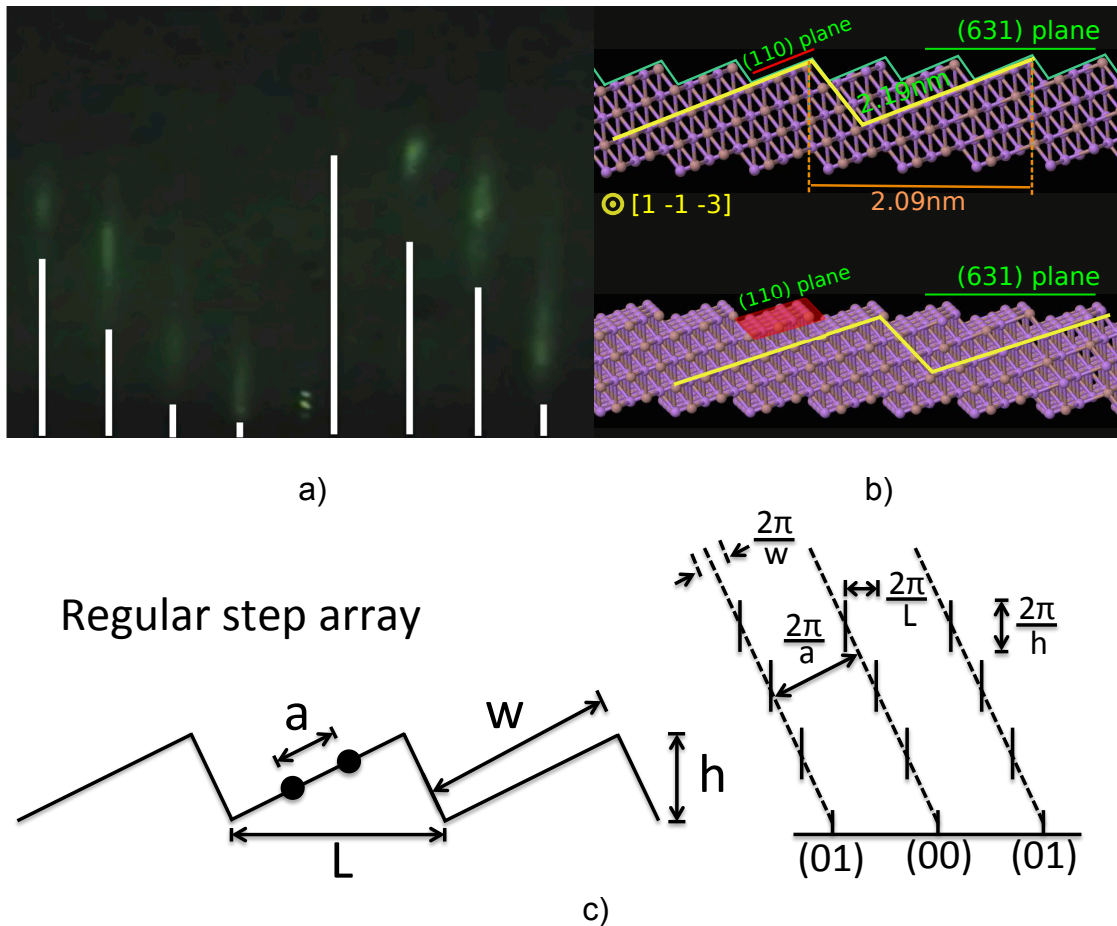 (110) plane
(631) plane
2.19nm
2.09nm
[1 -1 -3]
(110) plane
(631) plane
a)
b)
Regular step array
a
w
h
L
2π
w
2π
a
2π
L
2π
h
(01)
(00)
(01)
c)